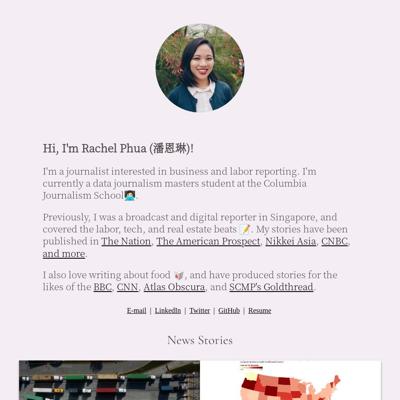 Hi, I'm Rachel Phua (潘恩琳)!
I'm a journalist interested in business and labor reporting. I'm
currently a data journalism masters student at the Columbia
Journalism School👩🏻‍💻.
Previously, I was a broadcast and digital reporter in Singapore, and
covered the labor, tech, and real estate beats 📝. My stories have been
published in The Nation, The American Prospect, Nikkei Asia, CNBC,
and more.
I also love writing about food 🥡, and have produced stories for the
likes of the BBC, CNN, Atlas Obscura, and SCMP's Goldthread.
E-mail | LinkedIn | Twitter | GitHub | Resume
News Stories